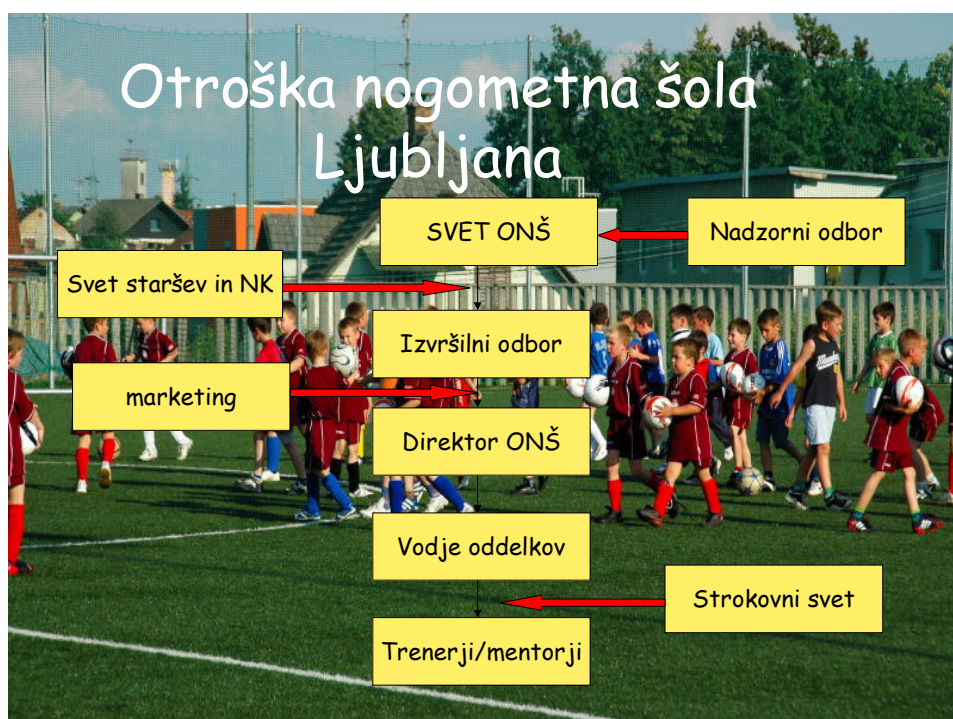 Otroška nogometna šola
Ljubljana
SVET ONŠ
Nadzorni odbor
Svet staršev in NK
Izvršilni odbor
marketing
Direktor ONŠ
Vodje oddelkov
Strokovni svet
Trenerji/mentorji